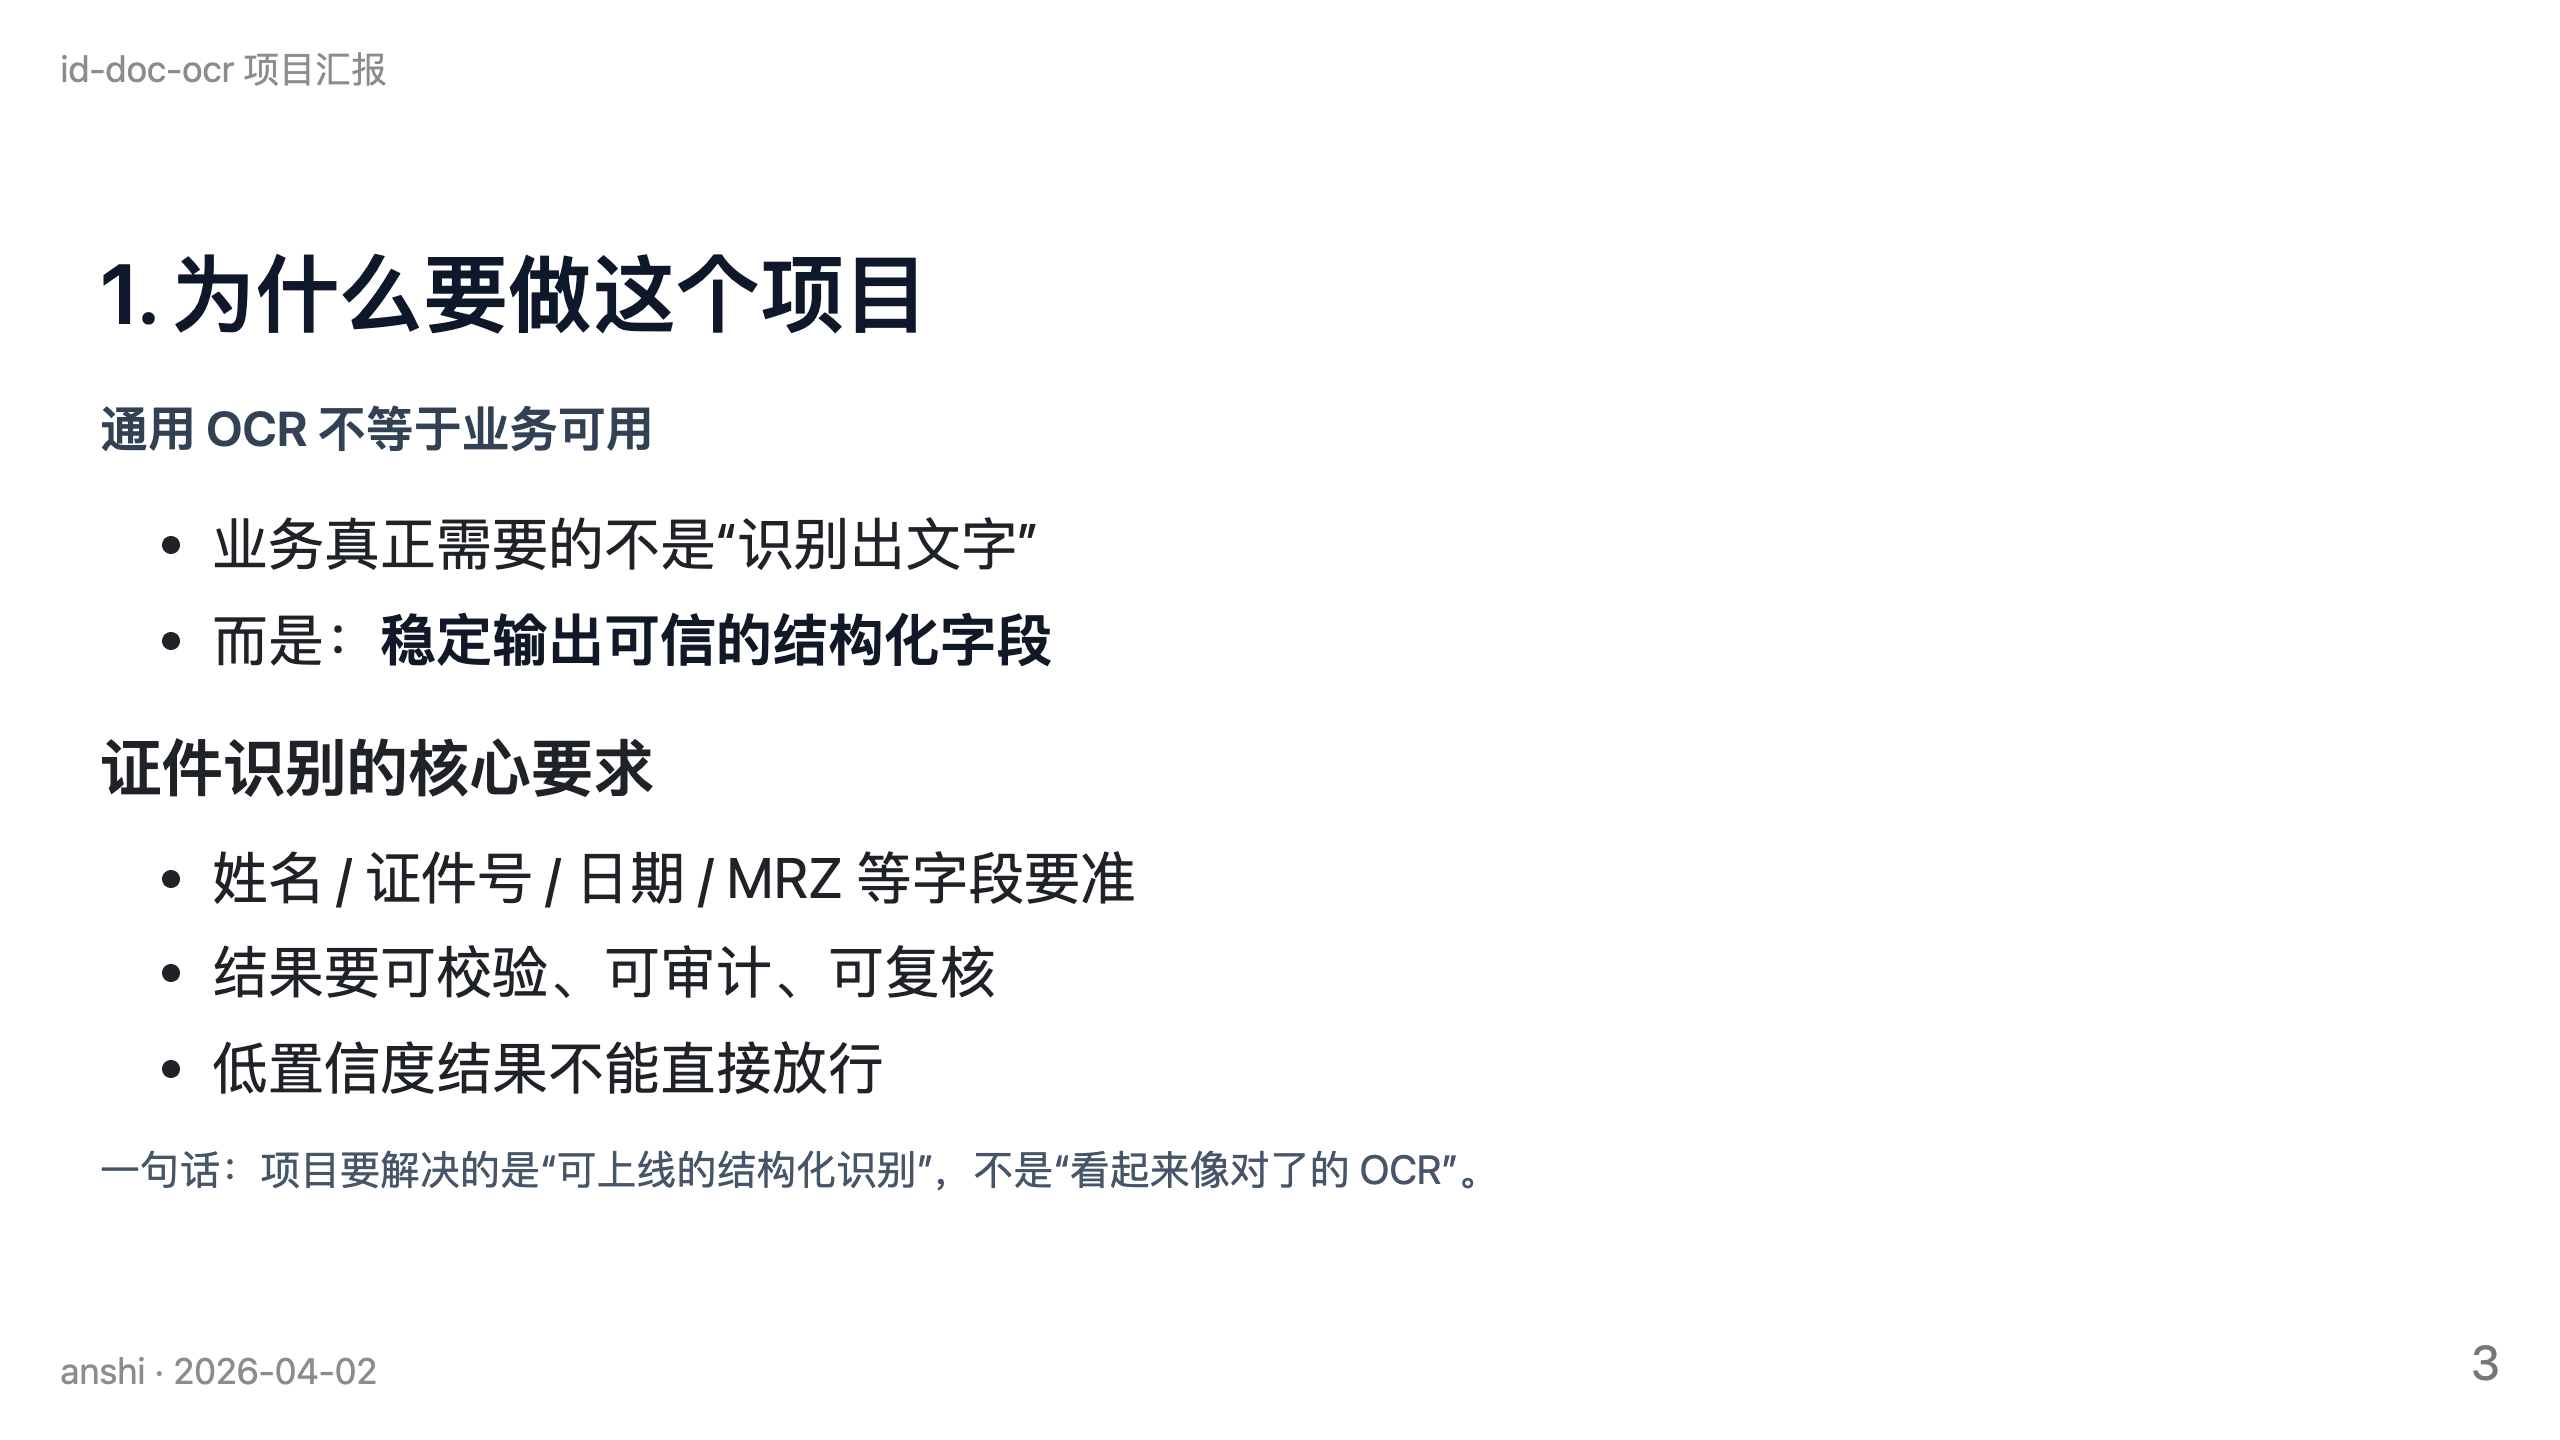 id-doc-ocr 项目汇报
1. 为什么要做这个项目
通用 OCR 不等于业务可用
• 业务真正需要的不是“识别出文字”
• 而是：稳定输出可信的结构化字段
证件识别的核心要求
• 姓名 / 证件号 / 日期 / MRZ 等字段要准
• 结果要可校验、可审计、可复核
• 低置信度结果不能直接放行
一句话：项目要解决的是“可上线的结构化识别”，不是“看起来像对了的 OCR”。
anshi · 2026-04-02
3